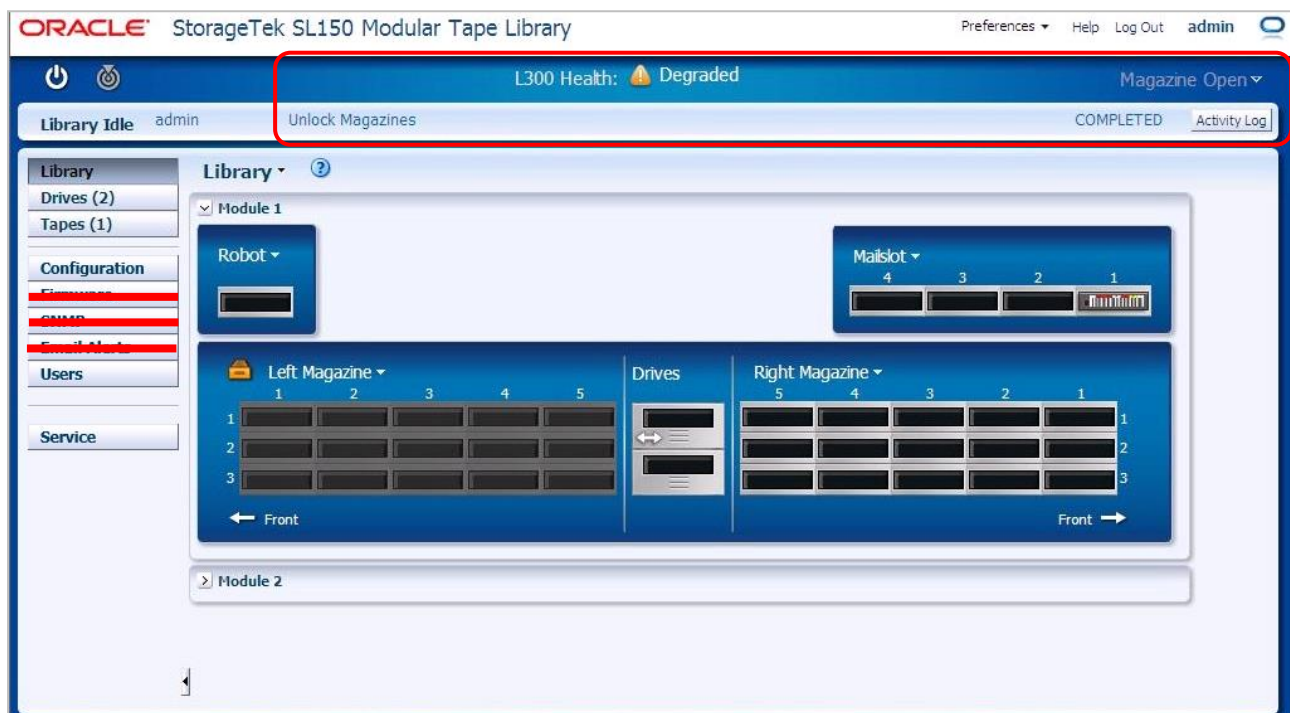 ORACLE StorageTek SL150 Modular Tape Library Preferences Help Log Out admin
L300 Health: Degraded Magazine Open
Library Idle admin Unlock Magazines COMPLETED Activity Log
Library
Drives (2)
Tapes (1)
Configuration
Users
Service
Library
Module 1
Robot
Mailslot
4 3 2 1
Left Magazine
1 2 3 4 5
1
2
3
Front
Drives
Right Magazine
5 4 3 2 1
1
2
3
Front
Module 2